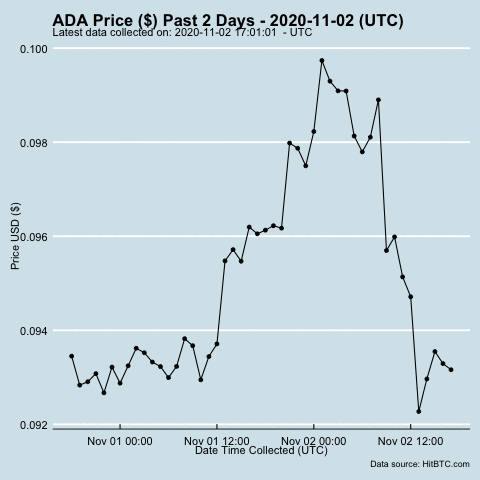 ADA Price ($) Past 2 Days - 2020-11-02 (UTC)
Latest data collected on: 2020-11-02 17:01:01  - UTC
0.100
0.098
0.096
0.094
0.092
Price USD ($)
Nov 01 00:00
Nov 01 12:00
Nov 02 00:00
Nov 02 12:00
Date Time Collected (UTC)
Data source: HitBTC.com